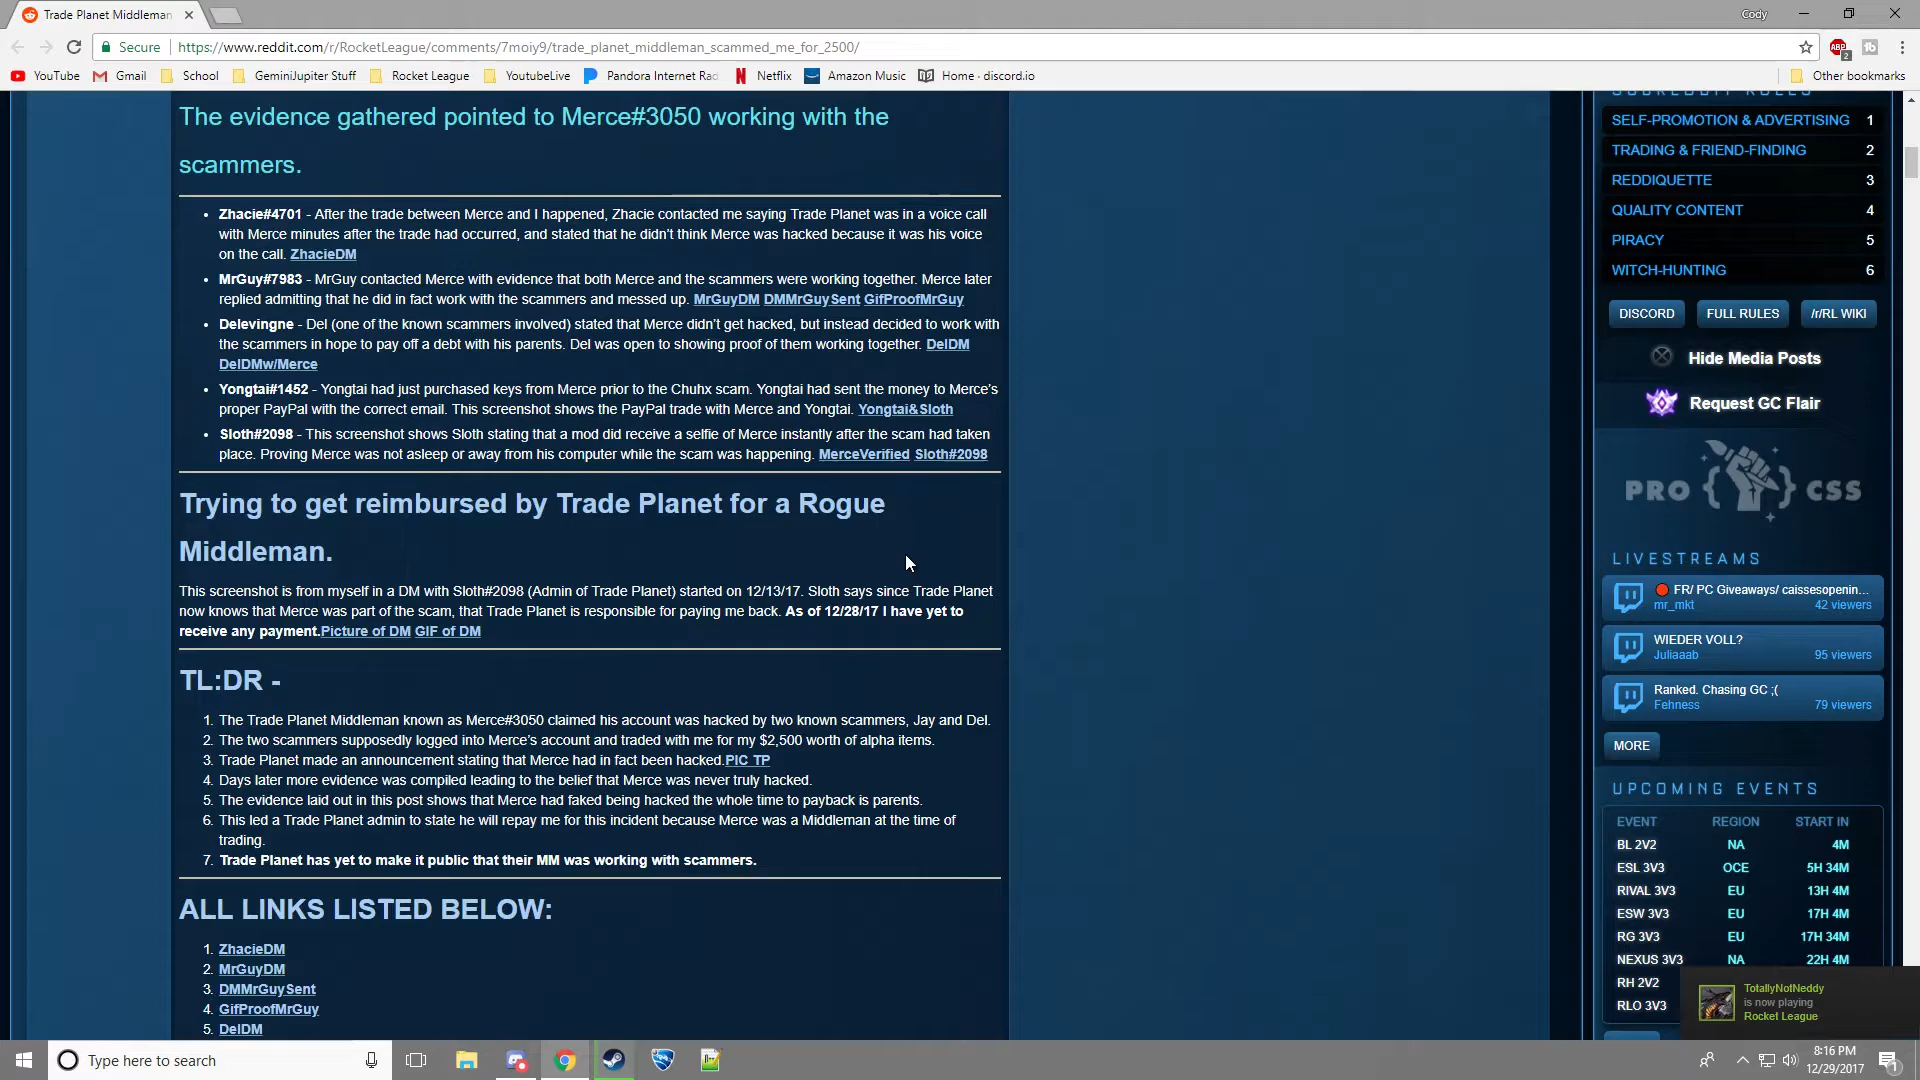 Trade Planet Middleman
Cody
Secure
https://www.reddit.com/r/RocketLeague/comments/7moiy9/trade_planet_middleman_scammed_me_for_2500/
ABP
2
YouTube
Gmail
School
GeminiJupiter Stuff
Rocket League
YoutubeLive
Pandora Internet Rad
Netflix
Amazon Music
Home · discord.io
Other bookmarks
The evidence gathered pointed to Merce#3050 working with the
scammers.
Zhacie#4701 - After the trade between Merce and I happened, Zhacie contacted me saying Trade Planet was in a voice call
with Merce minutes after the trade had occurred, and stated that he didn't think Merce was hacked because it was his voice
on the call. ZhacieDM
MrGuy#7983 - MrGuy contacted Merce with evidence that both Merce and the scammers were working together. Merce later
replied admitting that he did in fact work with the scammers and messed up. MrGuyDM DMMrGuySent GifProofMrGuy
Delevingne - Del (one of the known scammers involved) stated that Merce didn't get hacked, but instead decided to work with
the scammers in hope to pay off a debt with his parents. Del was open to showing proof of them working together. DelDM
DelDMw/Merce
Yongtai#1452 - Yongtai had just purchased keys from Merce prior to the Chuhx scam. Yongtai had sent the money to Merce's
proper PayPal with the correct email. This screenshot shows the PayPal trade with Merce and Yongtai. Yongtai&Sloth
Sloth#2098 - This screenshot shows Sloth stating that a mod did receive a selfie of Merce instantly after the scam had taken
place. Proving Merce was not asleep or away from his computer while the scam was happening. MerceVerified Sloth#2098
Trying to get reimbursed by Trade Planet for a Rogue
Middleman.
This screenshot is from myself in a DM with Sloth#2098 (Admin of Trade Planet) started on 12/13/17. Sloth says since Trade Planet
now knows that Merce was part of the scam, that Trade Planet is responsible for paying me back. As of 12/28/17 I have yet to
receive any payment.Picture of DM GIF of DM
TL:DR -
1. The Trade Planet Middleman known as Merce#3050 claimed his account was hacked by two known scammers, Jay and Del.
2. The two scammers supposedly logged into Merce's account and traded with me for my $2,500 worth of alpha items.
3. Trade Planet made an announcement stating that Merce had in fact been hacked.PIC TP
4. Days later more evidence was compiled leading to the belief that Merce was never truly hacked.
5. The evidence laid out in this post shows that Merce had faked being hacked the whole time to payback is parents.
6. This led a Trade Planet admin to state he will repay me for this incident because Merce was a Middleman at the time of
trading.
7. Trade Planet has yet to make it public that their MM was working with scammers.
ALL LINKS LISTED BELOW:
1. ZhacieDM
2. MrGuyDM
3. DMMrGuySent
4. GifProofMrGuy
5. DelDM
SELF-PROMOTION & ADVERTISING 1
TRADING & FRIEND-FINDING 2
REDDIQUETTE 3
QUALITY CONTENT 4
PIRACY 5
WITCH-HUNTING 6
DISCORD FULL RULES /r/RL WIKI
Hide Media Posts
Request GC Flair
PRO { } CSS
LIVESTREAMS
FR/ PC Giveaways/ caissesopenin...
mr_mkt 42 viewers
WIEDER VOLL?
Juliaaab 95 viewers
Ranked. Chasing GC ;(
Fehness 79 viewers
MORE
UPCOMING EVENTS
EVENT REGION START IN
BL 2V2 NA 4M
ESL 3V3 OCE 5H 34M
RIVAL 3V3 EU 13H 4M
ESW 3V3 EU 17H 4M
RG 3V3 EU 17H 34M
NEXUS 3V3 NA 22H 4M
RH 2V2
RLO 3V3
TotallyNotNeddy
is now playing
Rocket League
Type here to search
8:16 PM
12/29/2017
1